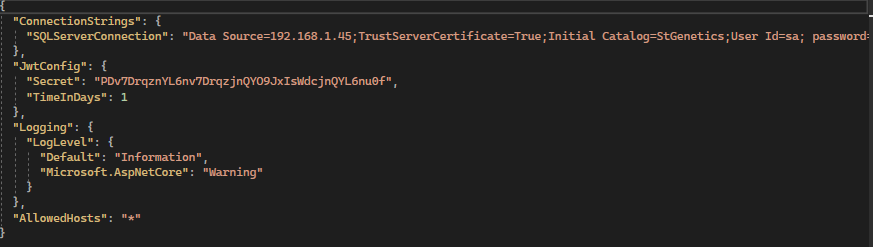 {
"ConnectionStrings": {
"SQLServerConnection": "Data Source=192.168.1.45;TrustServerCertificate=True;Initial Catalog=StGenetics;User Id=sa; password=
},
"JwtConfig": {
"Secret": "PDv7DrqznYL6nv7DrqzjnQYO9JxIsWdcjnQYL6nu0f",
"TimeInDays": 1
},
"Logging": {
"LogLevel": {
"Default": "Information",
"Microsoft.AspNetCore": "Warning"
}
},
"AllowedHosts": "*"
}